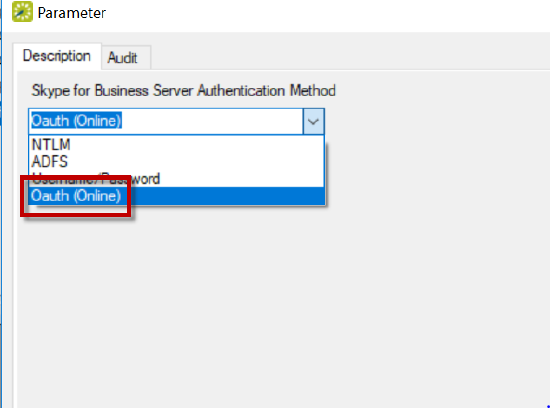 Parameter
Description
Audit
Skype for Business Server Authentication Method
Oauth (Online)
NTLM
ADFS
Username/Password
Oauth (Online)